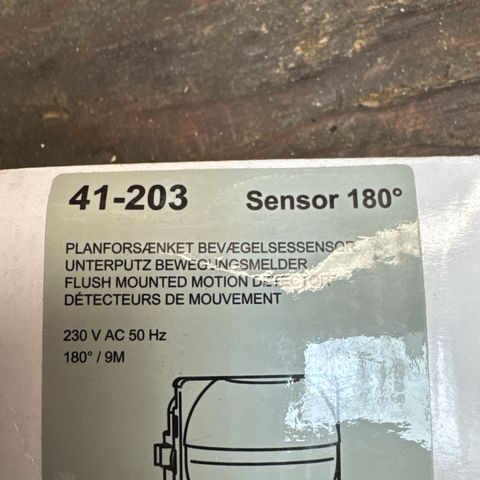 41-203 Sensor 180°
PLANFORSÆNKET BEVÆGELSESSENSOR
UNTERPUTZ BEWEGUNGSMELDER
FLUSH MOUNTED MOTION DETECTOR
DÉTECTEURS DE MOUVEMENT
230 V AC 50 Hz
180° / 9M